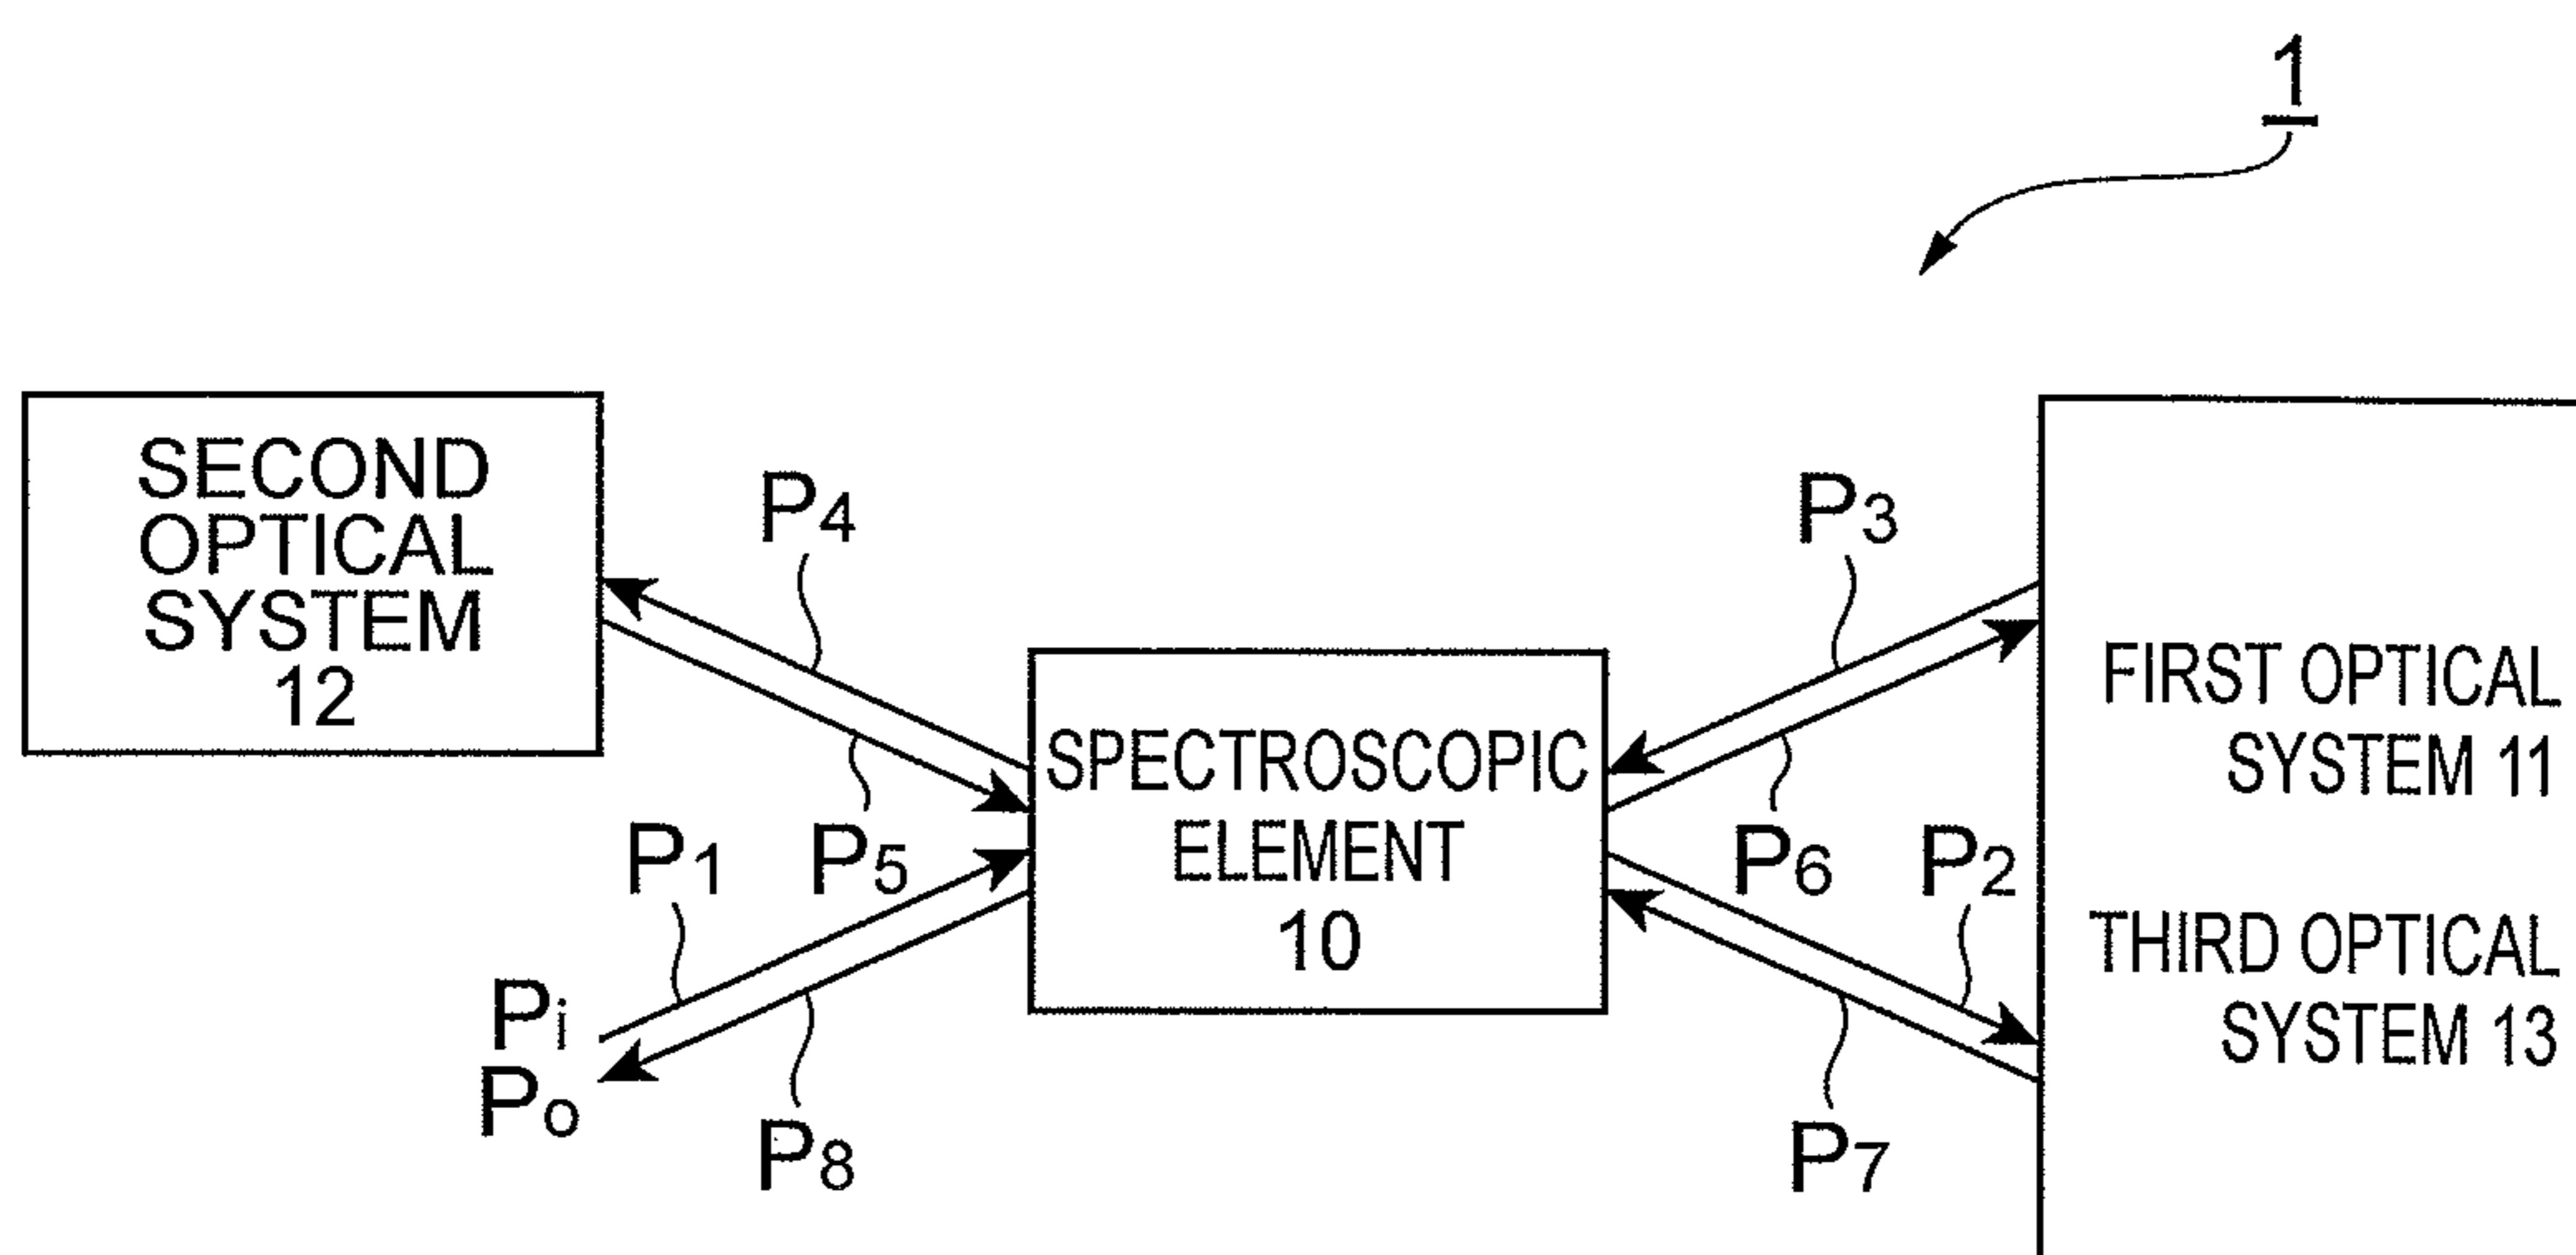 1
SECOND
OPTICAL
SYSTEM
12
P4
P5
P1
Pi
Po
P8
SPECTROSCOPIC
ELEMENT
10
P3
P6
P2
P7
FIRST OPTICAL
SYSTEM 11
THIRD OPTICAL
SYSTEM 13